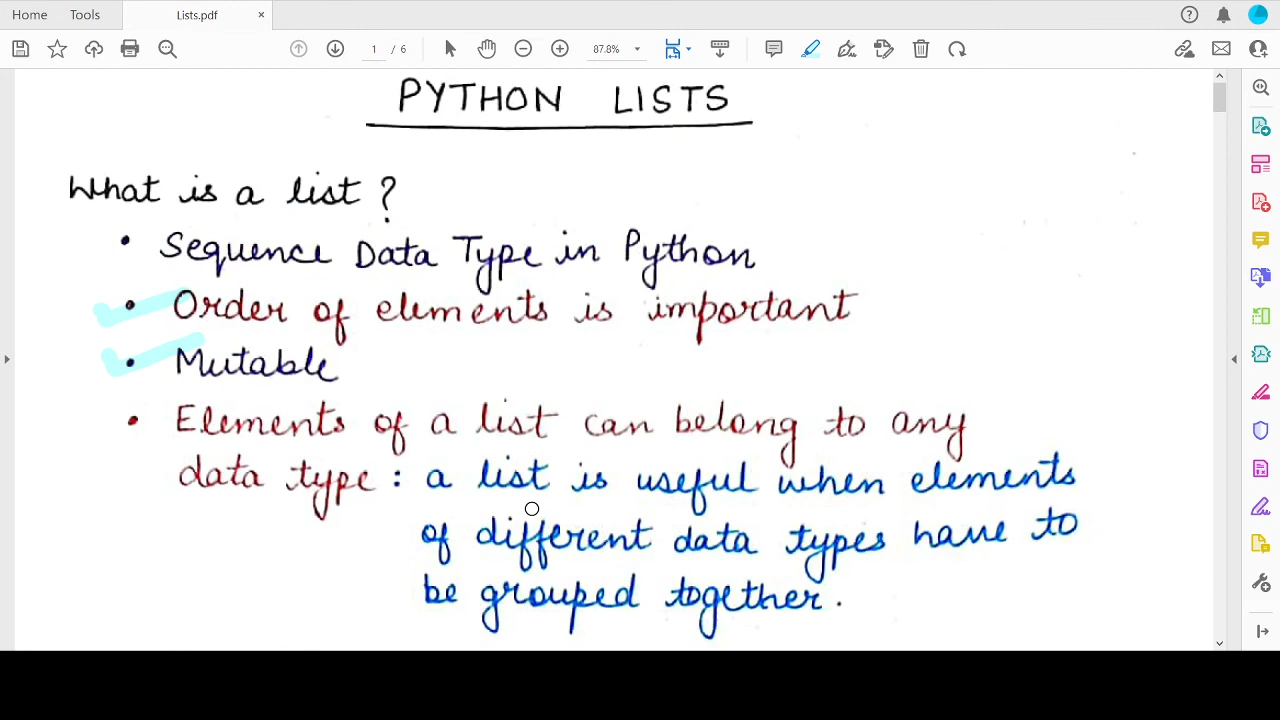 Home Tools Lists.pdf ×
1 / 6 87.8%
PYTHON LISTS
What is a list ?
• Sequence Data Type in Python
• Order of elements is important
• Mutable
• Elements of a list can belong to any
data type : a list is useful when elements
of different data types have to
be grouped together.